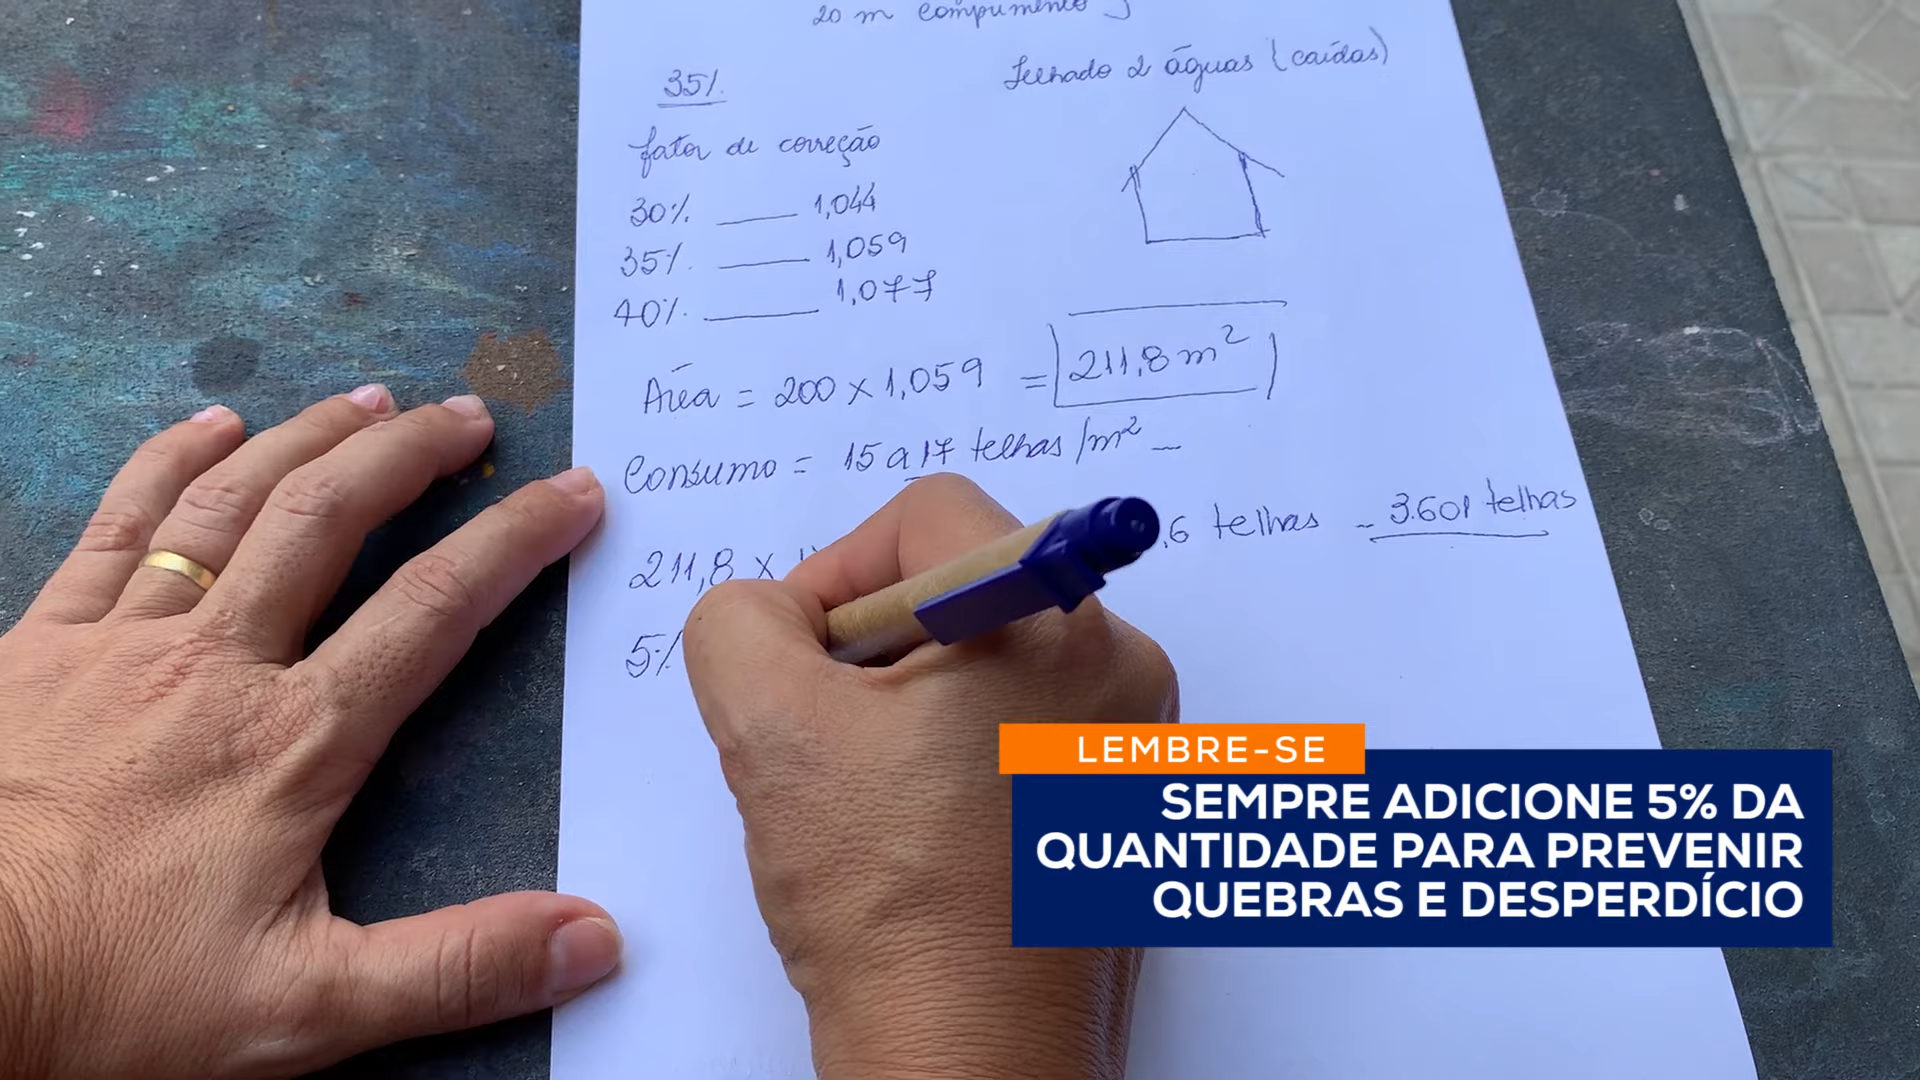 20 m comprimento
35%
Telhado 2 águas (caídas)
fator de correção
30% 1,044
35% 1,059
40% 1,077
Área = 200 x 1,059 = 211,8 m²
Consumo = 15 a 17 telhas/m²
211,8 x ,6 telhas - 3.601 telhas
5%
LEMBRE-SE
SEMPRE ADICIONE 5% DA
QUANTIDADE PARA PREVENIR
QUEBRAS E DESPERDÍCIO